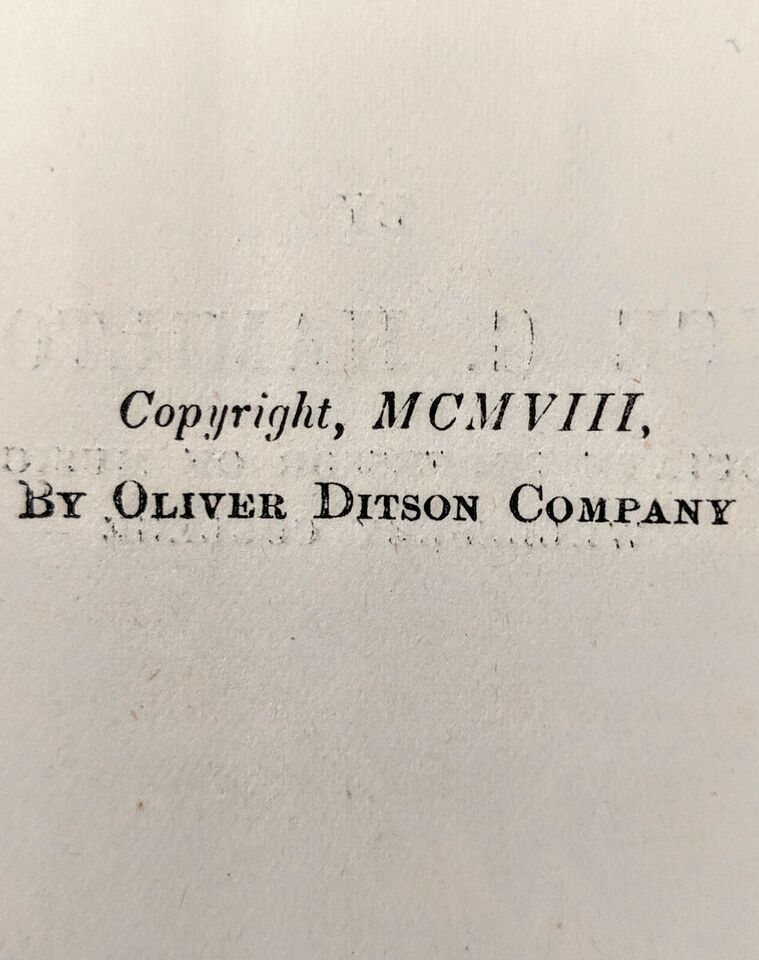 Copyright, MCMVIII,
By Oliver Ditson Company